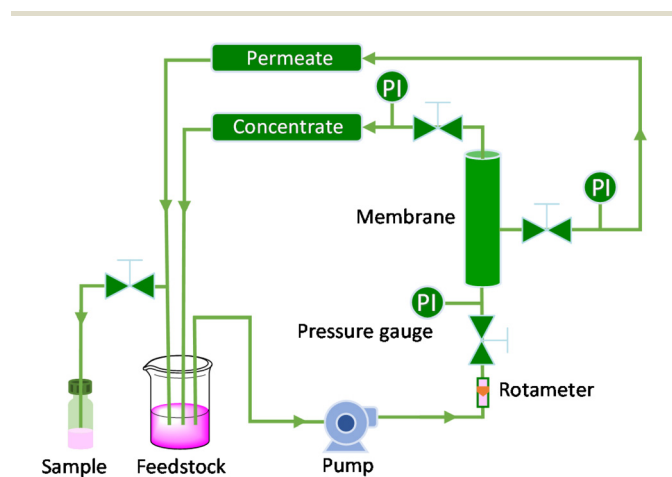 Permeate
PI
Concentrate
PI
Membrane
PI
Pressure gauge
Rotameter
Sample
Feedstock
Pump